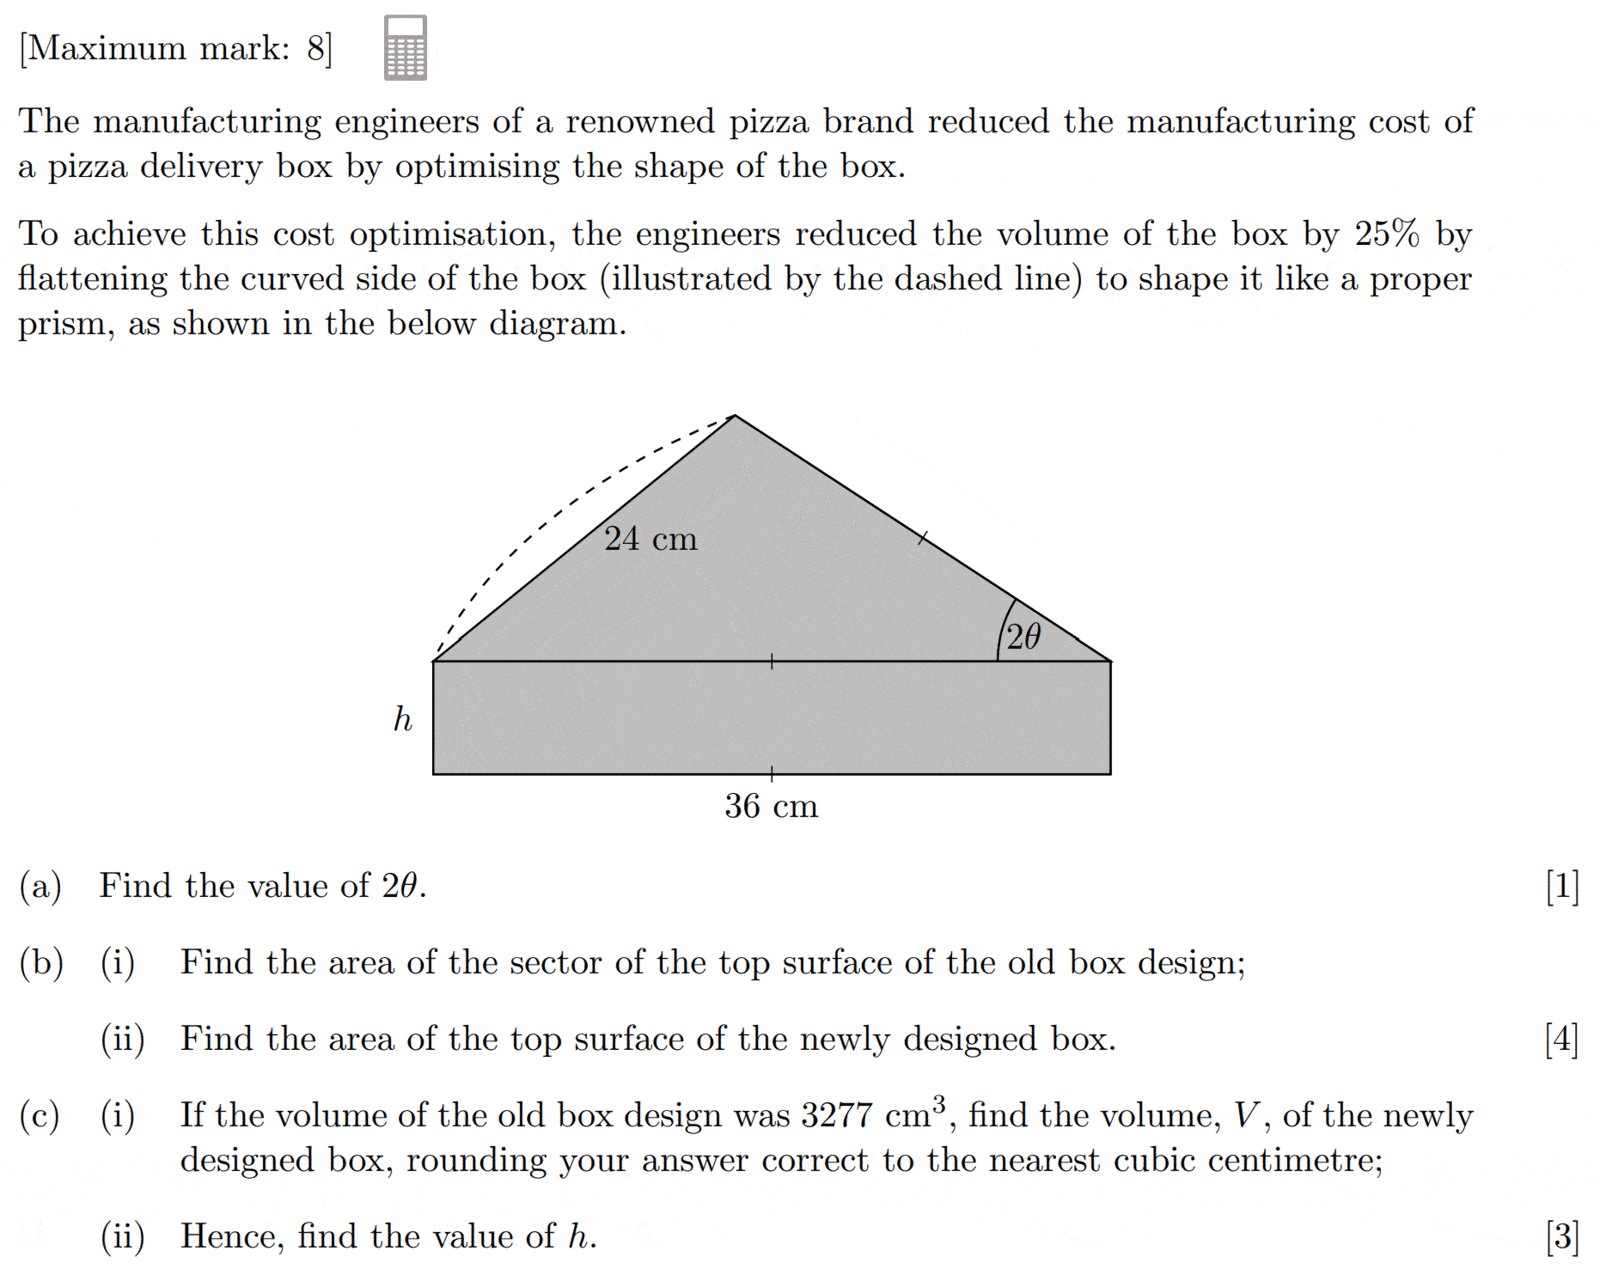 [Maximum mark: 8]
The manufacturing engineers of a renowned pizza brand reduced the manufacturing cost of
a pizza delivery box by optimising the shape of the box.
To achieve this cost optimisation, the engineers reduced the volume of the box by 25% by
flattening the curved side of the box (illustrated by the dashed line) to shape it like a proper
prism, as shown in the below diagram.
24 cm
2θ
h
36 cm
(a) Find the value of 2θ. [1]
(b) (i) Find the area of the sector of the top surface of the old box design;
(ii) Find the area of the top surface of the newly designed box. [4]
(c) (i) If the volume of the old box design was 3277 cm³, find the volume, V, of the newly
designed box, rounding your answer correct to the nearest cubic centimetre;
(ii) Hence, find the value of h. [3]